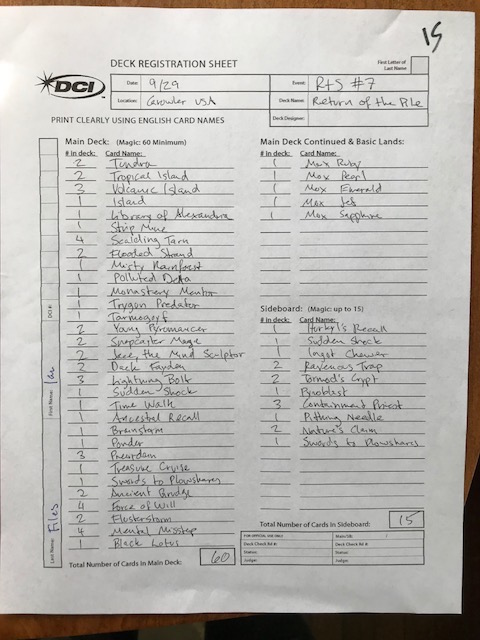 15
DECK REGISTRATION SHEET
First Letter of Last Name
DCI
Date: 9/29 Event: RtS #7
Location: Growler USA Deck Name: Return of the Pile
Deck Designer:
PRINT CLEARLY USING ENGLISH CARD NAMES
Main Deck: (Magic: 60 Minimum)
# in deck: Card Name:
2 Tundra
2 Tropical Island
3 Volcanic Island
1 Island
1 Library of Alexandria
1 Strip Mine
4 Scalding Tarn
2 Flooded Strand
1 Misty Rainforest
1 Polluted Delta
1 Monastery Mentor
1 Trygon Predator
1 Tarmogoyf
2 Young Pyromancer
2 Snapcaster Mage
2 Jace, the Mind Sculptor
2 Dack Fayden
3 Lightning Bolt
1 Sudden Shock
1 Time Walk
1 Ancestral Recall
1 Brainstorm
1 Ponder
3 Preordain
1 Treasure Cruise
1 Swords to Plowshares
2 Ancient Grudge
4 Force of Will
2 Flusterstorm
4 Mental Misstep
1 Black Lotus
Total Number of Cards in Main Deck: 60
Main Deck Continued & Basic Lands:
# in deck: Card Name:
1 Mox Ruby
1 Mox Pearl
1 Mox Emerald
1 Mox Jet
1 Mox Sapphire
Sideboard: (Magic: up to 15)
# in deck: Card Name:
1 Hurkyl's Recall
1 Sudden Shock
1 Ingot Chewer
2 Ravenous Trap
2 Tormod's Crypt
1 Pyroblast
3 Containment Priest
1 Pithing Needle
2 Nature's Claim
1 Swords to Plowshares
Total Number of Cards in Sideboard: 15
FOR OFFICIAL USE ONLY
Deck Check Rd #: Deck Check Rd #:
Status: Status:
Judge: Judge:
DCI #:
First Name: Ian
Last Name: Files